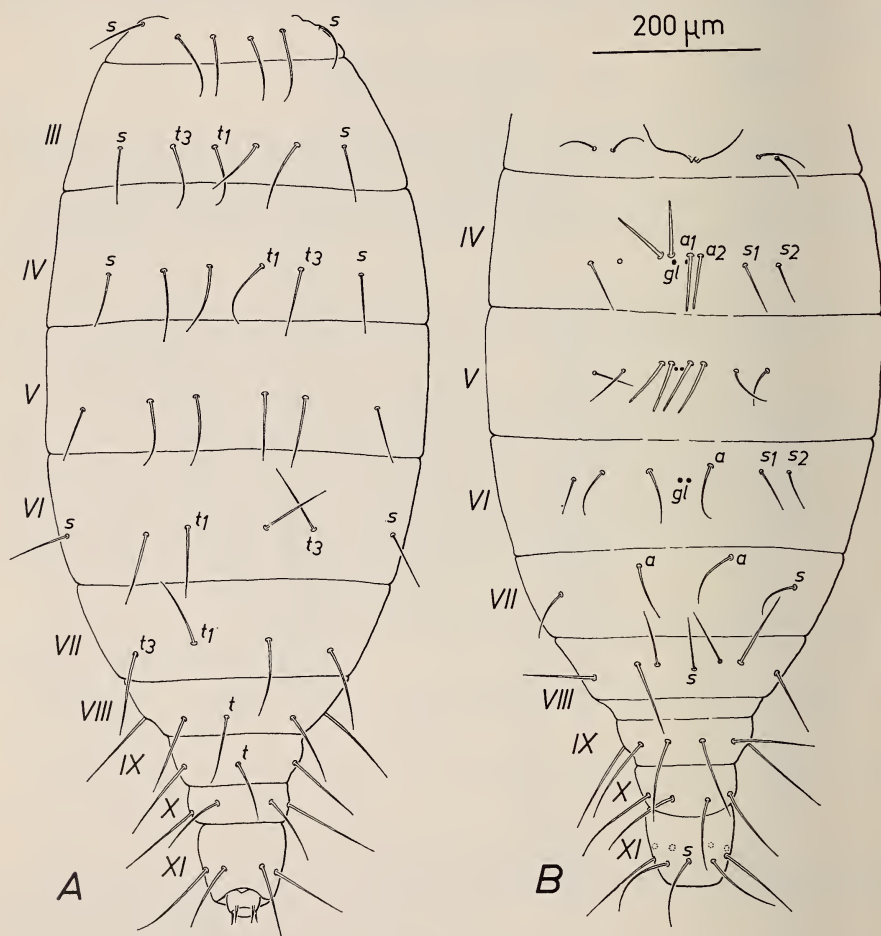 s s
III s t3 t1 s
IV s t1 t3 s
V
VI s t1 t3 s
VII t3 t1
VIII t
IX t
X
XI
A
200 µm
IV gl a1 a2 s1 s2
V
VI gl a s1 s2
VII a a s
VIII s
IX
X
XI s
B